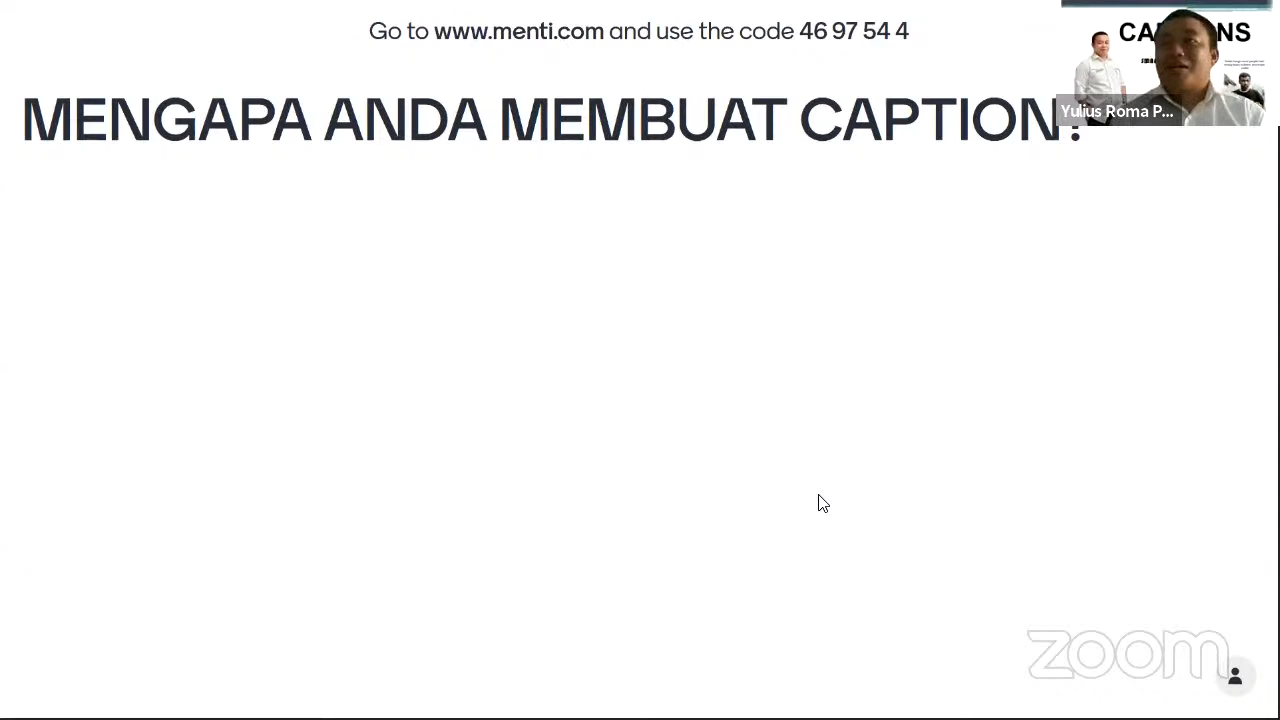 Go to www.menti.com and use the code 46 97 54 4
MENGAPA ANDA MEMBUAT CAPTION?
Yulius Roma P...
zoom